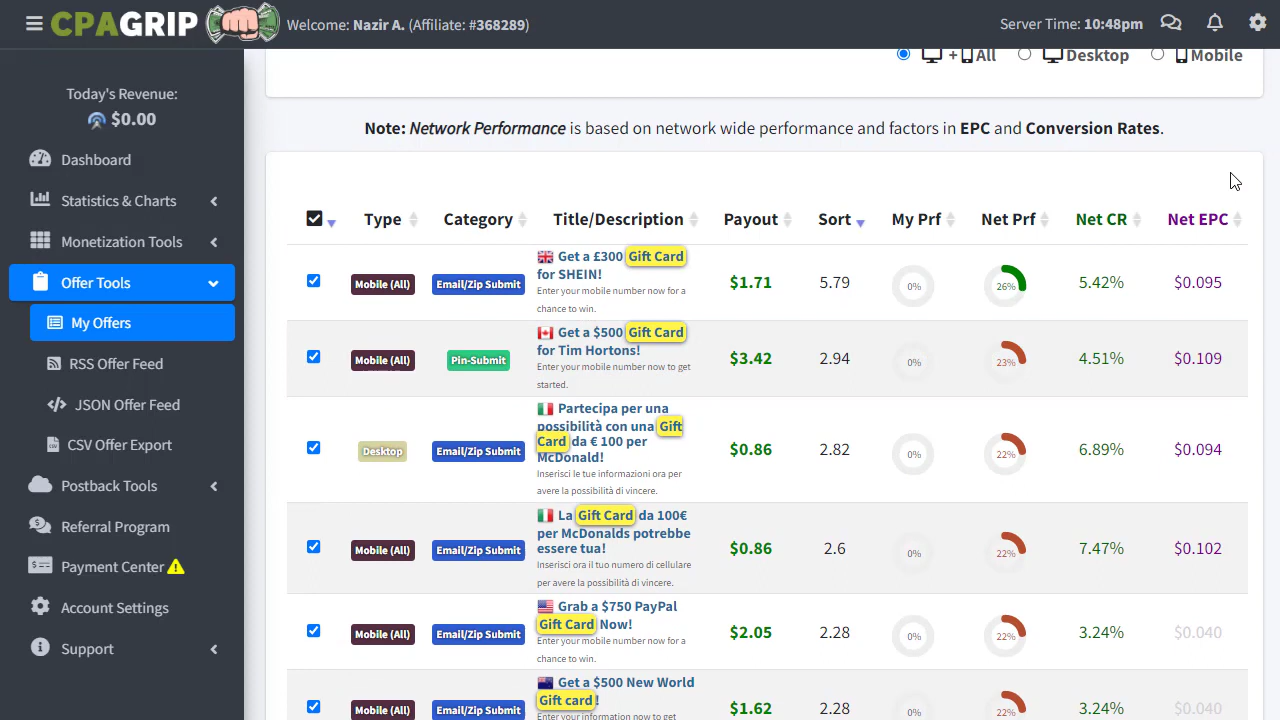 CPAGRIP Welcome: Nazir A. (Affiliate: #368289) Server Time: 10:48pm
+ All Desktop Mobile
Today's Revenue:
$0.00
Dashboard
Statistics & Charts
Monetization Tools
Offer Tools
My Offers
RSS Offer Feed
JSON Offer Feed
CSV Offer Export
Postback Tools
Referral Program
Payment Center
Account Settings
Support
Note: Network Performance is based on network wide performance and factors in EPC and Conversion Rates.
Type Category Title/Description Payout Sort My Prf Net Prf Net CR Net EPC
Get a £300 Gift Card
for SHEIN!
Enter your mobile number now for a
chance to win.
Mobile (All) Email/Zip Submit $1.71 5.79 0% 26% 5.42% $0.095
Get a $500 Gift Card
for Tim Hortons!
Enter your mobile number now to get
started.
Mobile (All) Pin-Submit $3.42 2.94 0% 23% 4.51% $0.109
Partecipa per una
possibilità con una Gift
Card da € 100 per
McDonald!
Inserisci le tue informazioni ora per
avere la possibilità di vincere.
Desktop Email/Zip Submit $0.86 2.82 0% 22% 6.89% $0.094
La Gift Card da 100€
per McDonalds potrebbe
essere tua!
Inserisci ora il tuo numero di cellulare
per avere la possibilità di vincere.
Mobile (All) Email/Zip Submit $0.86 2.6 0% 22% 7.47% $0.102
Grab a $750 PayPal
Gift Card Now!
Enter your mobile number now for a
chance to win.
Mobile (All) Email/Zip Submit $2.05 2.28 0% 22% 3.24% $0.040
Get a $500 New World
Gift card!
Enter your information now to get
Mobile (All) Email/Zip Submit $1.62 2.28 0% 22% 3.24% $0.040